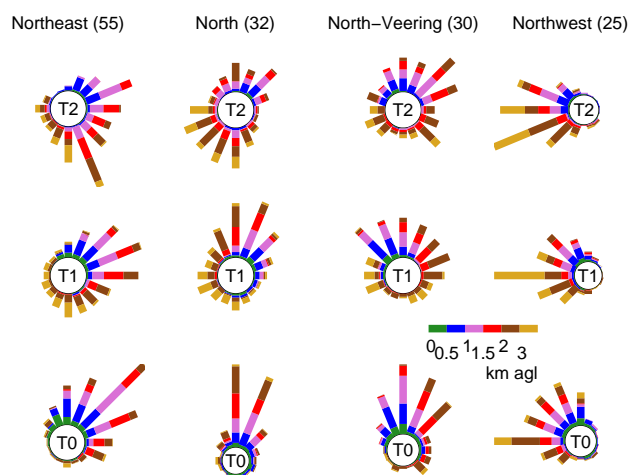 Northeast (55) North (32) North−Veering (30) Northwest (25)
T2 T2 T2 T2
T1 T1 T1 T1
0 0.5 1 1.5 2 3
km agl
T0 T0 T0 T0